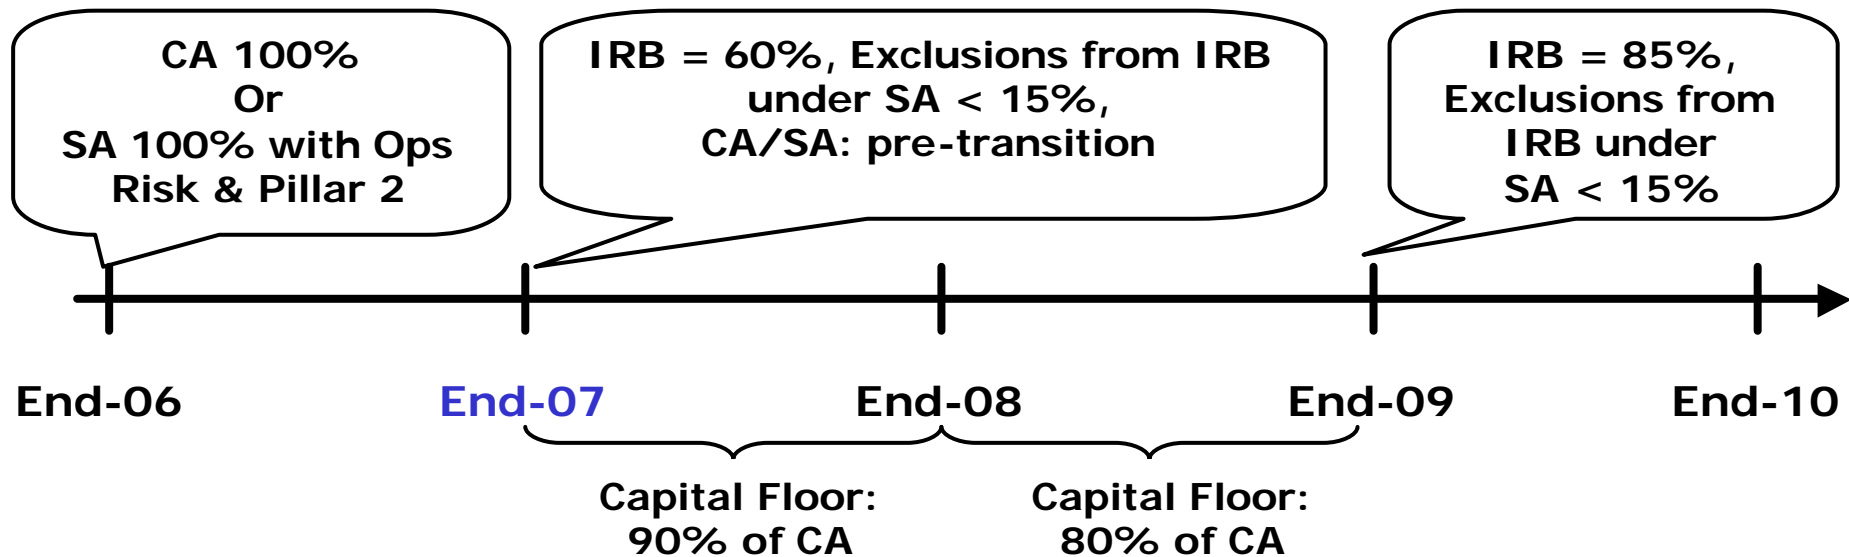 CA 100%
Or
SA 100% with Ops
Risk & Pillar 2
IRB = 60%, Exclusions from IRB
under SA < 15%,
CA/SA: pre-transition
IRB = 85%,
Exclusions from
IRB under
SA < 15%
End-06
End-07
End-08
End-09
End-10
Capital Floor:
90% of CA
Capital Floor:
80% of CA